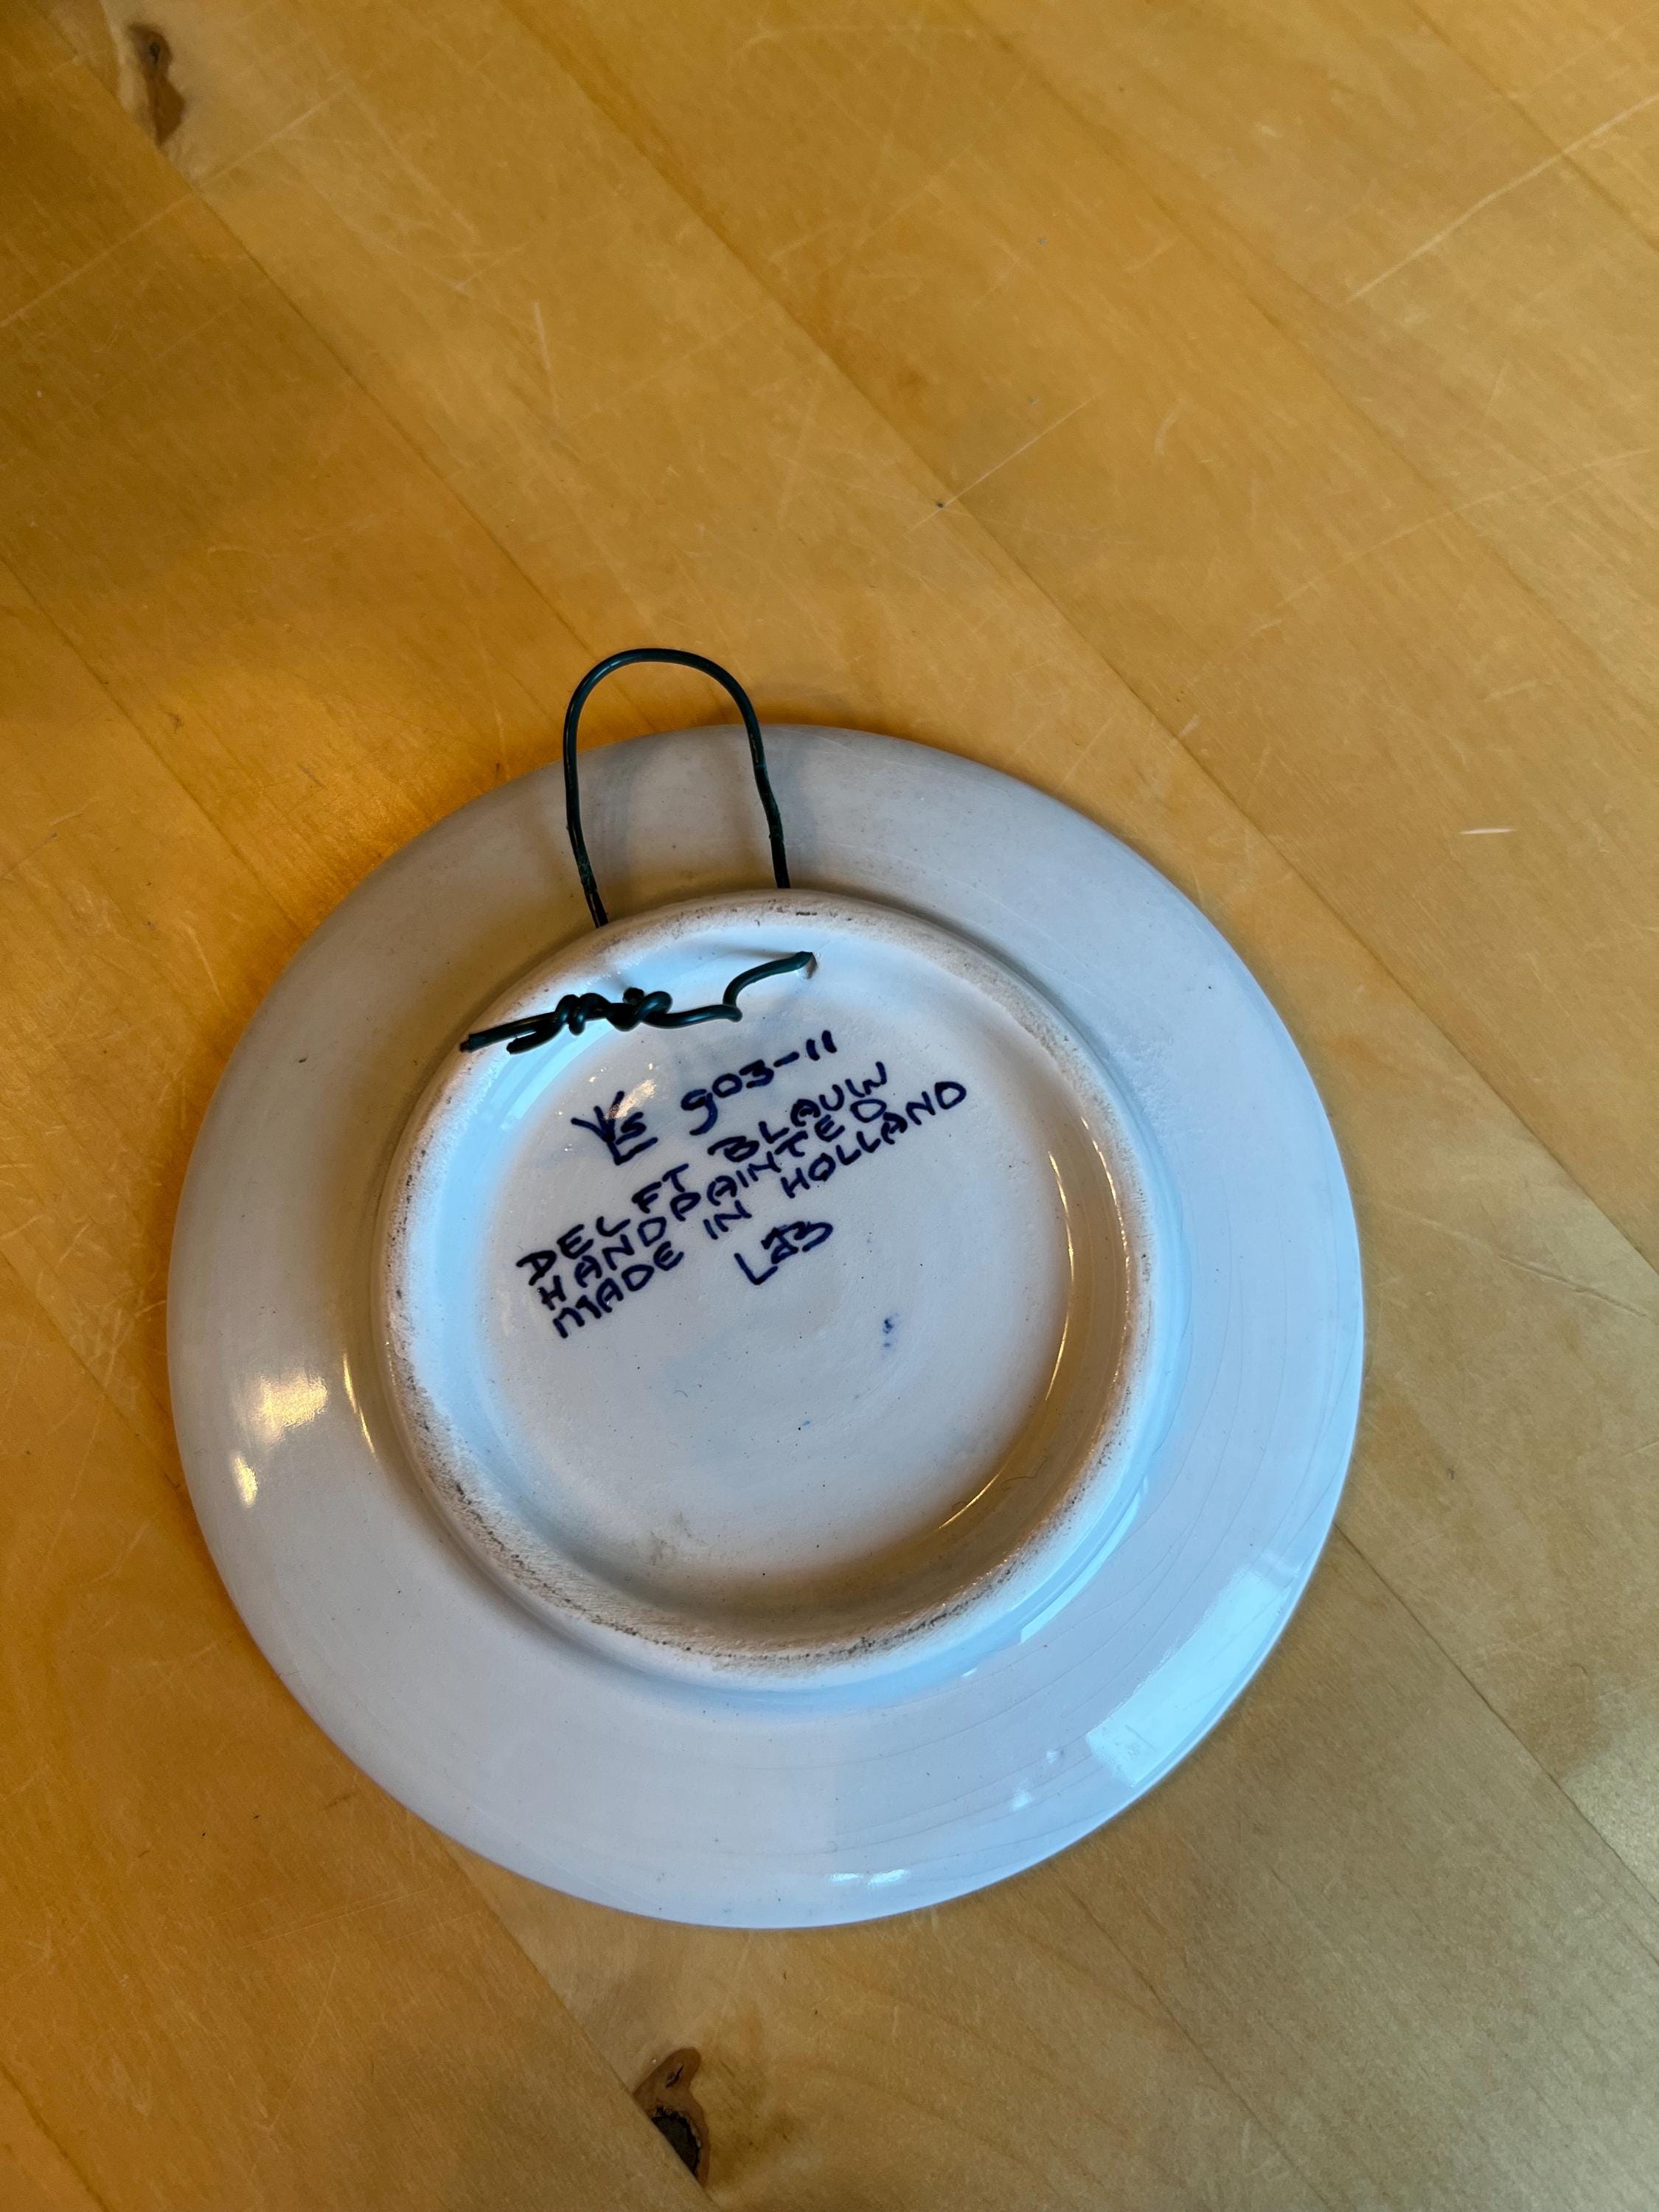 903-11
DELFT BLAUW
HANDPAINTED
MADE IN HOLLAND